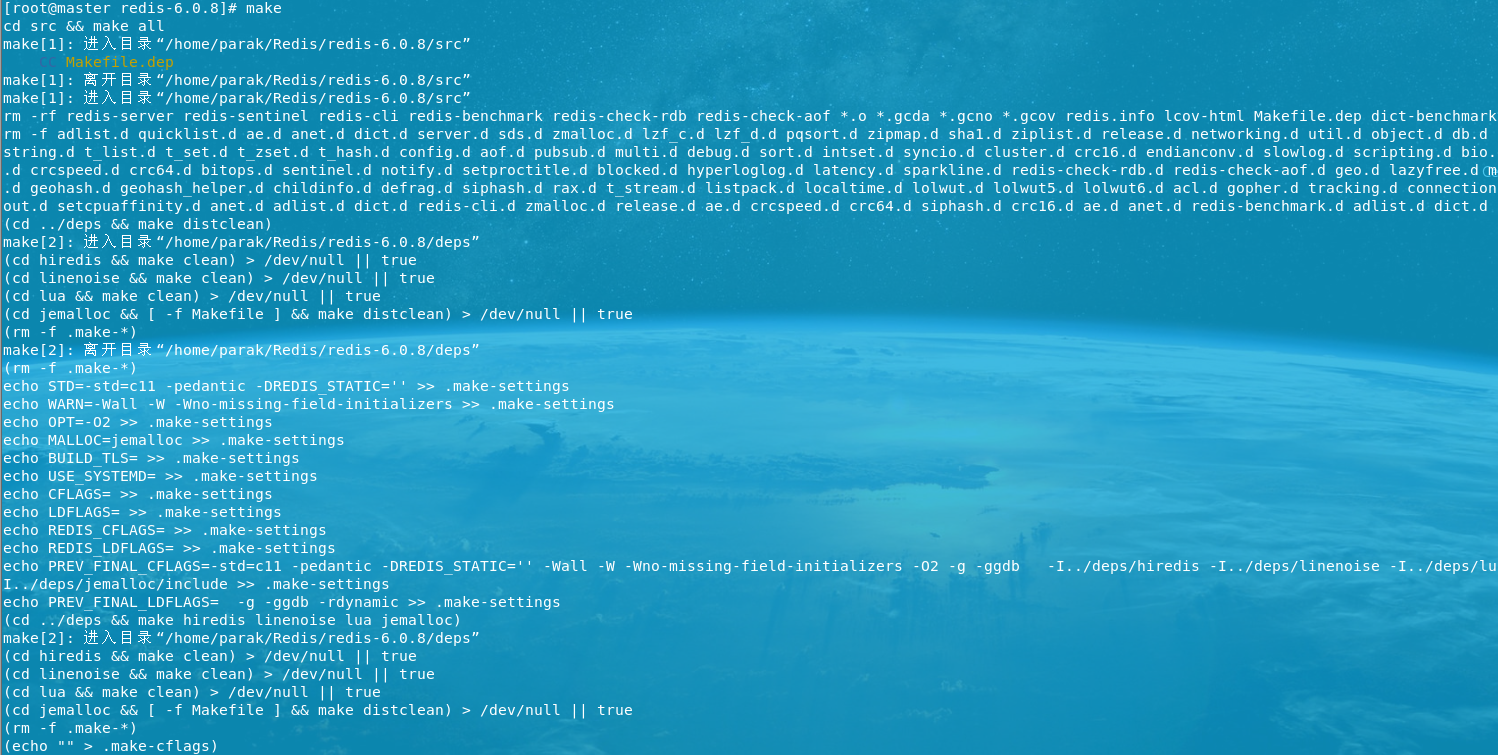 [root@master redis-6.0.8]# make
cd src && make all
make[1]: 进入目录“/home/parak/Redis/redis-6.0.8/src”
CC Makefile.dep
make[1]: 离开目录“/home/parak/Redis/redis-6.0.8/src”
make[1]: 进入目录“/home/parak/Redis/redis-6.0.8/src”
rm -rf redis-server redis-sentinel redis-cli redis-benchmark redis-check-rdb redis-check-aof *.o *.gcda *.gcno *.gcov redis.info lcov-html Makefile.dep dict-benchmark
rm -f adlist.d quicklist.d ae.d anet.d dict.d server.d sds.d zmalloc.d lzf_c.d lzf_d.d pqsort.d zipmap.d sha1.d ziplist.d release.d networking.d util.d object.d db.d
string.d t_list.d t_set.d t_zset.d t_hash.d config.d aof.d pubsub.d multi.d debug.d sort.d intset.d syncio.d cluster.d crc16.d endianconv.d slowlog.d scripting.d bio.
.d crcspeed.d crc64.d bitops.d sentinel.d notify.d setproctitle.d blocked.d hyperloglog.d latency.d sparkline.d redis-check-rdb.d redis-check-aof.d geo.d lazyfree.d
.d geohash.d geohash_helper.d childinfo.d defrag.d siphash.d rax.d t_stream.d listpack.d localtime.d lolwut.d lolwut5.d lolwut6.d acl.d gopher.d tracking.d connection
out.d setcpuaffinity.d anet.d adlist.d dict.d redis-cli.d zmalloc.d release.d ae.d crcspeed.d crc64.d siphash.d crc16.d ae.d anet.d redis-benchmark.d adlist.d dict.d
(cd ../deps && make distclean)
make[2]: 进入目录“/home/parak/Redis/redis-6.0.8/deps”
(cd hiredis && make clean) > /dev/null || true
(cd linenoise && make clean) > /dev/null || true
(cd lua && make clean) > /dev/null || true
(cd jemalloc && [ -f Makefile ] && make distclean) > /dev/null || true
(rm -f .make-*)
make[2]: 离开目录“/home/parak/Redis/redis-6.0.8/deps”
(rm -f .make-*)
echo STD=-std=c11 -pedantic -DREDIS_STATIC='' >> .make-settings
echo WARN=-Wall -W -Wno-missing-field-initializers >> .make-settings
echo OPT=-O2 >> .make-settings
echo MALLOC=jemalloc >> .make-settings
echo BUILD_TLS= >> .make-settings
echo USE_SYSTEMD= >> .make-settings
echo CFLAGS= >> .make-settings
echo LDFLAGS= >> .make-settings
echo REDIS_CFLAGS= >> .make-settings
echo REDIS_LDFLAGS= >> .make-settings
echo PREV_FINAL_CFLAGS=-std=c11 -pedantic -DREDIS_STATIC='' -Wall -W -Wno-missing-field-initializers -O2 -g -ggdb   -I../deps/hiredis -I../deps/linenoise -I../deps/lu
I../deps/jemalloc/include >> .make-settings
echo PREV_FINAL_LDFLAGS=  -g -ggdb -rdynamic >> .make-settings
(cd ../deps && make hiredis linenoise lua jemalloc)
make[2]: 进入目录“/home/parak/Redis/redis-6.0.8/deps”
(cd hiredis && make clean) > /dev/null || true
(cd linenoise && make clean) > /dev/null || true
(cd lua && make clean) > /dev/null || true
(cd jemalloc && [ -f Makefile ] && make distclean) > /dev/null || true
(rm -f .make-*)
(echo "" > .make-cflags)